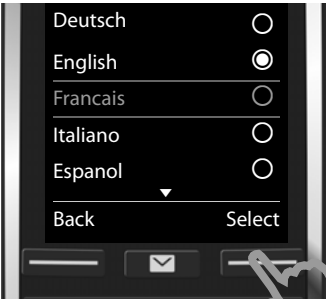 Deutsch
English
Francais
Italiano
Espanol
Back Select